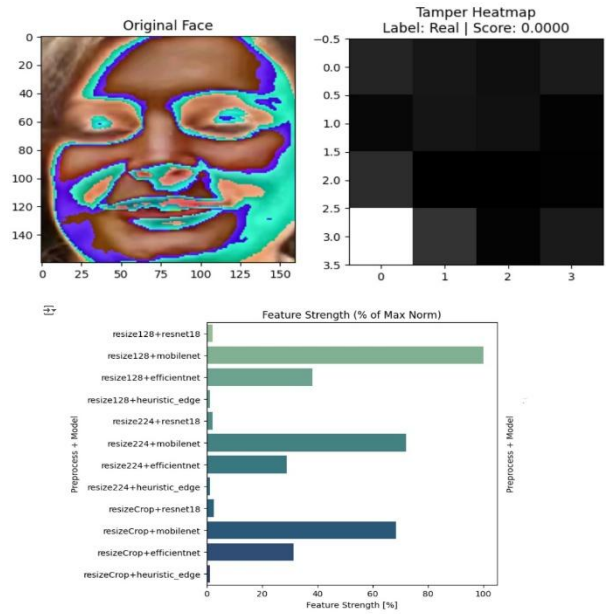 Original Face
0
20
40
60
80
100
120
140
0 25 50 75 100 125 150
Tamper Heatmap
Label: Real | Score: 0.0000
−0.5
0.0
0.5
1.0
1.5
2.0
2.5
3.0
3.5
0 1 2 3
Feature Strength (% of Max Norm)
Preprocess + Model
resize128+resnet18
resize128+mobilenet
resize128+efficientnet
resize128+heuristic_edge
resize224+resnet18
resize224+mobilenet
resize224+efficientnet
resize224+heuristic_edge
resizeCrop+resnet18
resizeCrop+mobilenet
resizeCrop+efficientnet
resizeCrop+heuristic_edge
0 20 40 60 80 100
Feature Strength [%]
Preprocess + Model